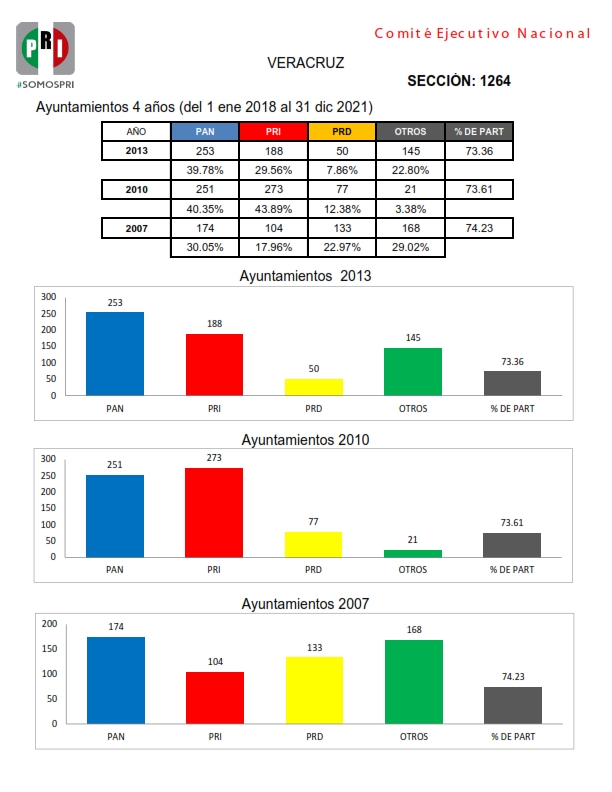 Comité Ejecutivo Nacional
PRI
#SOMOSPRI
VERACRUZ
SECCIÒN: 1264
Ayuntamientos 4 años (del 1 ene 2018 al 31 dic 2021)
AÑO PAN PRI PRD OTROS % DE PART
2013 253 188 50 145 73.36
39.78% 29.56% 7.86% 22.80%
2010 251 273 77 21 73.61
40.35% 43.89% 12.38% 3.38%
2007 174 104 133 168 74.23
30.05% 17.96% 22.97% 29.02%
Ayuntamientos 2013
300
250
200
150
100
50
0
253 188 50 145 73.36
PAN PRI PRD OTROS % DE PART
Ayuntamientos 2010
300
250
200
150
100
50
0
251 273 77 21 73.61
PAN PRI PRD OTROS % DE PART
Ayuntamientos 2007
200
150
100
50
0
174 104 133 168 74.23
PAN PRI PRD OTROS % DE PART